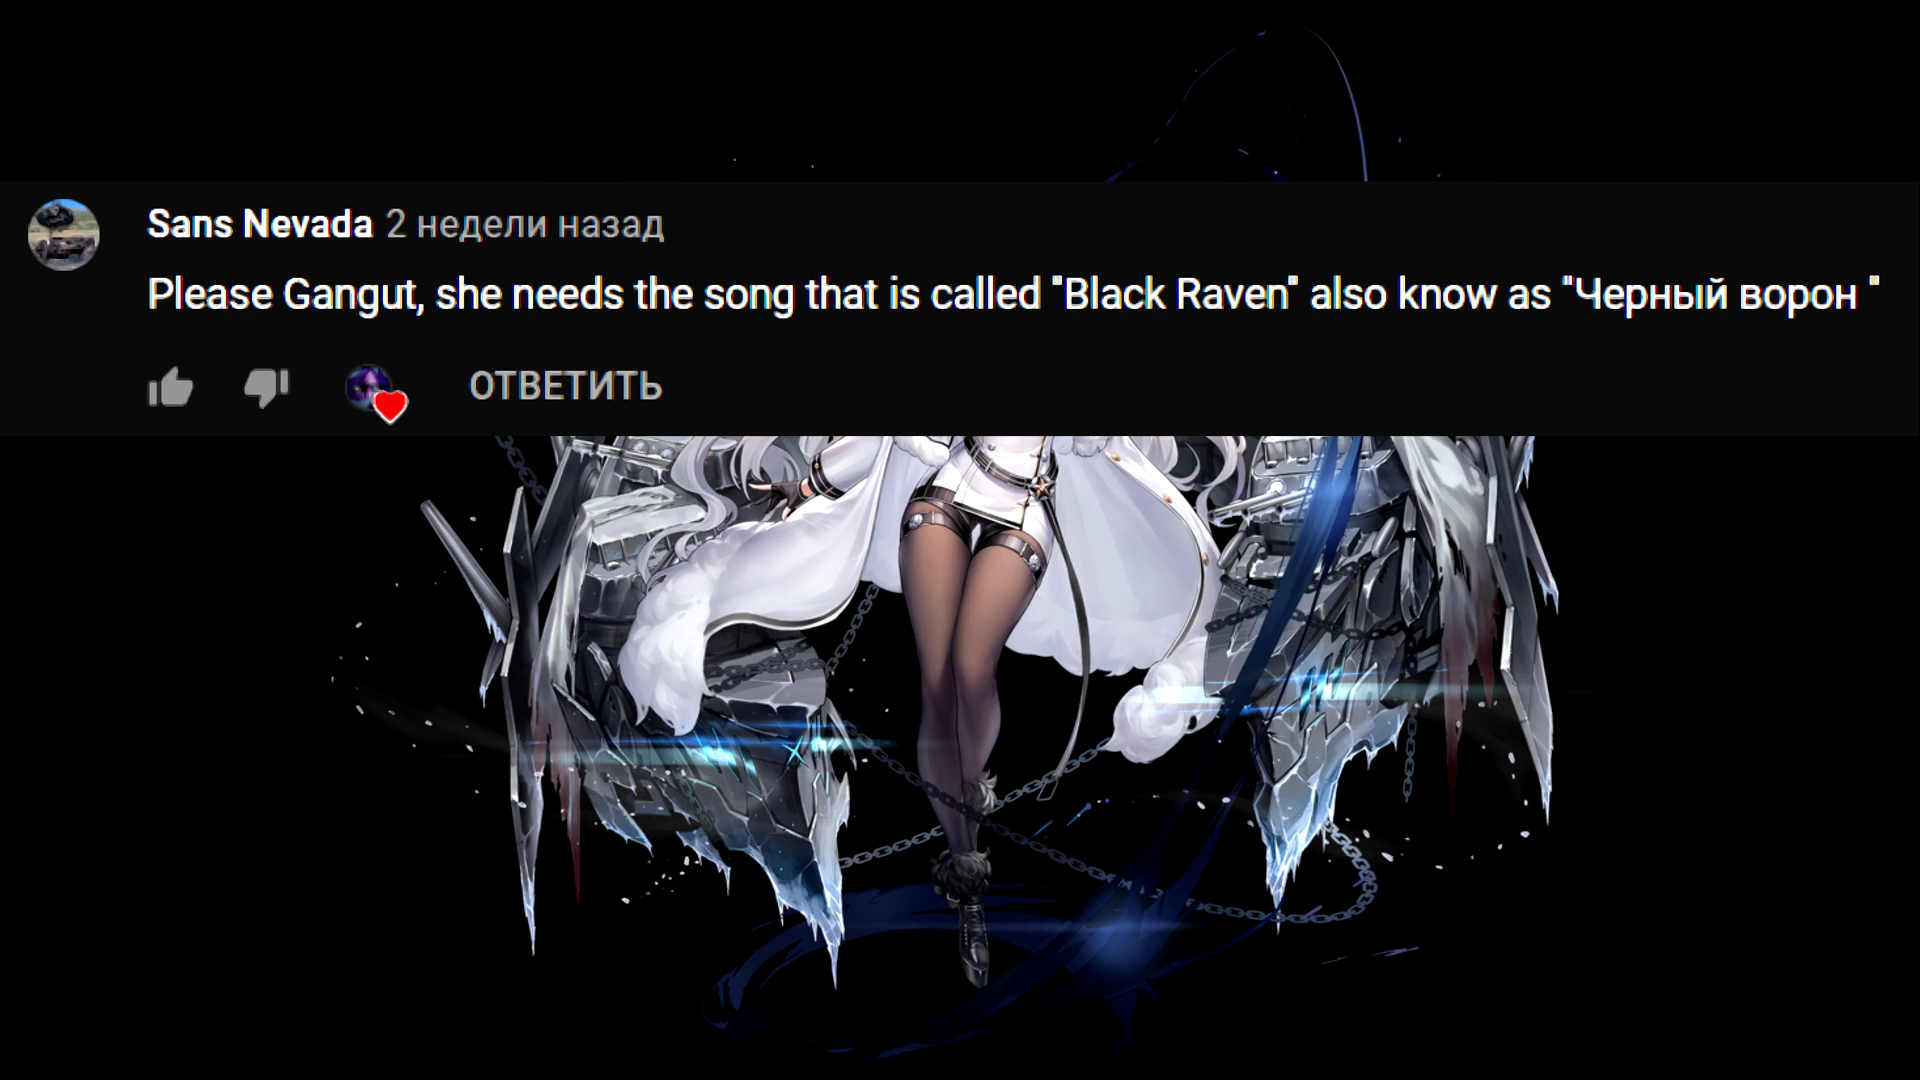 Sans Nevada 2 недели назад
Please Gangut, she needs the song that is called "Black Raven" also know as "Черный ворон "
ОТВЕТИТЬ